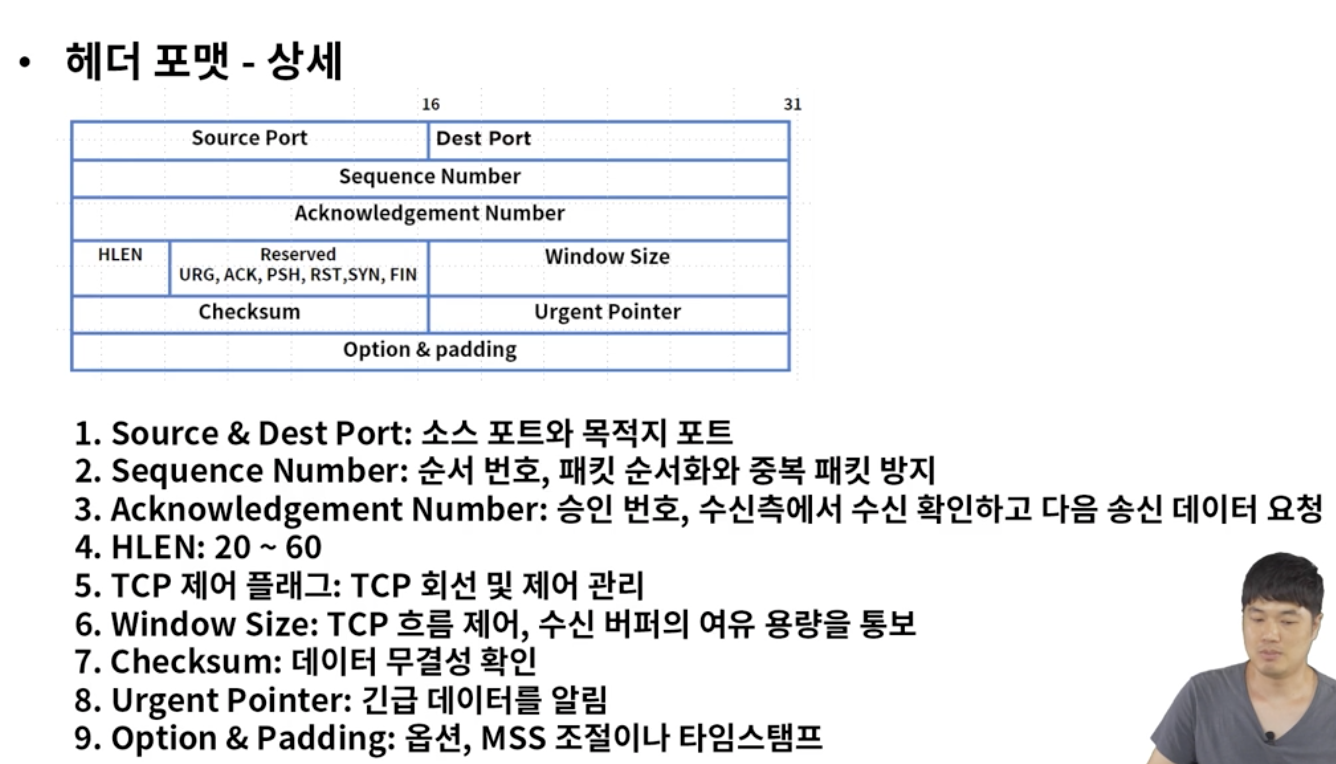 • 헤더 포맷 - 상세
16 31
Source Port Dest Port
Sequence Number
Acknowledgement Number
HLEN Reserved Window Size
URG, ACK, PSH, RST,SYN, FIN
Checksum Urgent Pointer
Option & padding
1. Source & Dest Port: 소스 포트와 목적지 포트
2. Sequence Number: 순서 번호, 패킷 순서화와 중복 패킷 방지
3. Acknowledgement Number: 승인 번호, 수신측에서 수신 확인하고 다음 송신 데이터 요청
4. HLEN: 20 ~ 60
5. TCP 제어 플래그: TCP 회선 및 제어 관리
6. Window Size: TCP 흐름 제어, 수신 버퍼의 여유 용량을 통보
7. Checksum: 데이터 무결성 확인
8. Urgent Pointer: 긴급 데이터를 알림
9. Option & Padding: 옵션, MSS 조절이나 타임스탬프